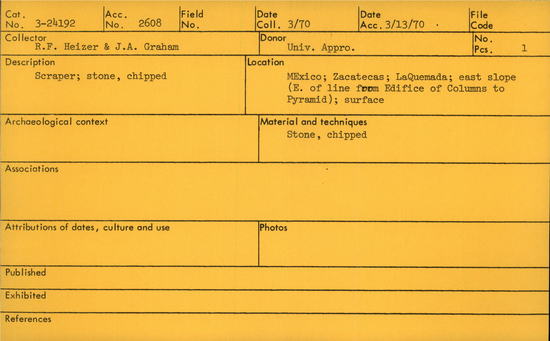 Cat. No. 3-24192 Acc. No. 2608 Field No. Date Coll. 3/70 Date Acc. 3/13/70 File Code
Collector R.F. Heizer & J.A. Graham Donor Univ. Appro. No. Pcs. 1
Description
Scraper; stone, chipped
Location
MExico; Zacatecas; LaQuemada; east slope
(E. of line from Edifice of Columns to
Pyramid); surface
Archaeological context
Material and techniques
Stone, chipped
Associations
Attributions of dates, culture and use
Photos
Published
Exhibited
References